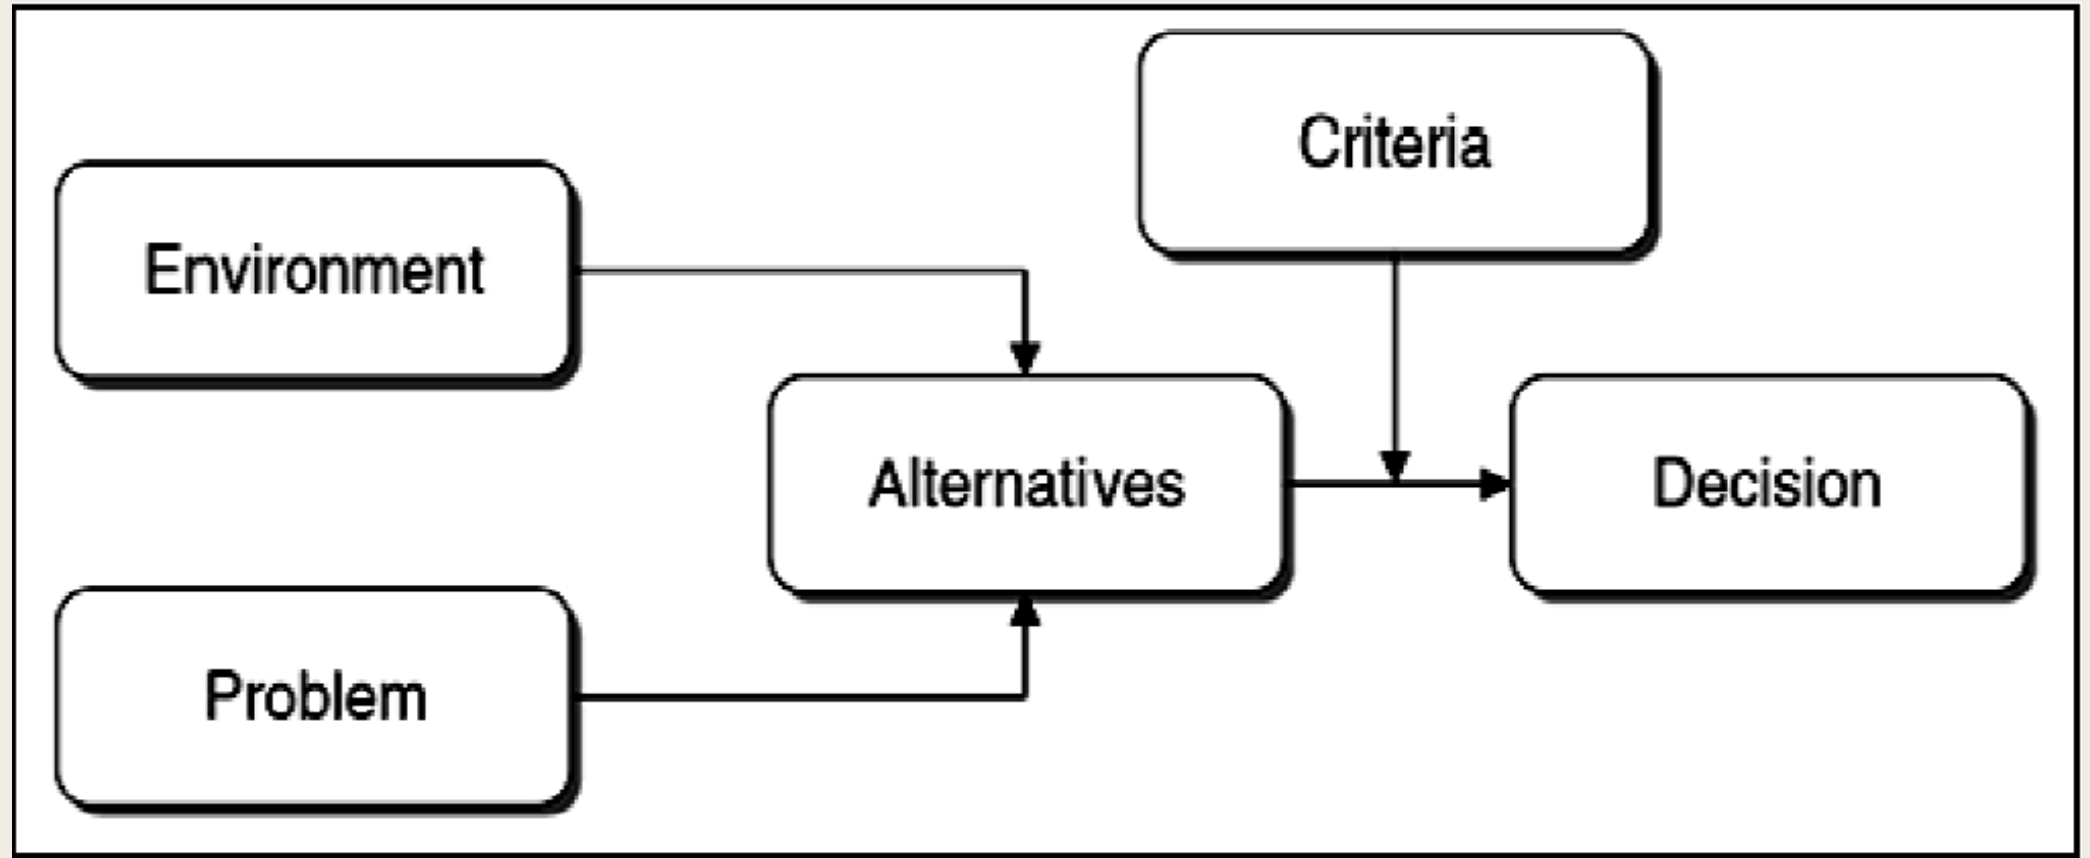 Criteria
Environment
Alternatives
Decision
Problem